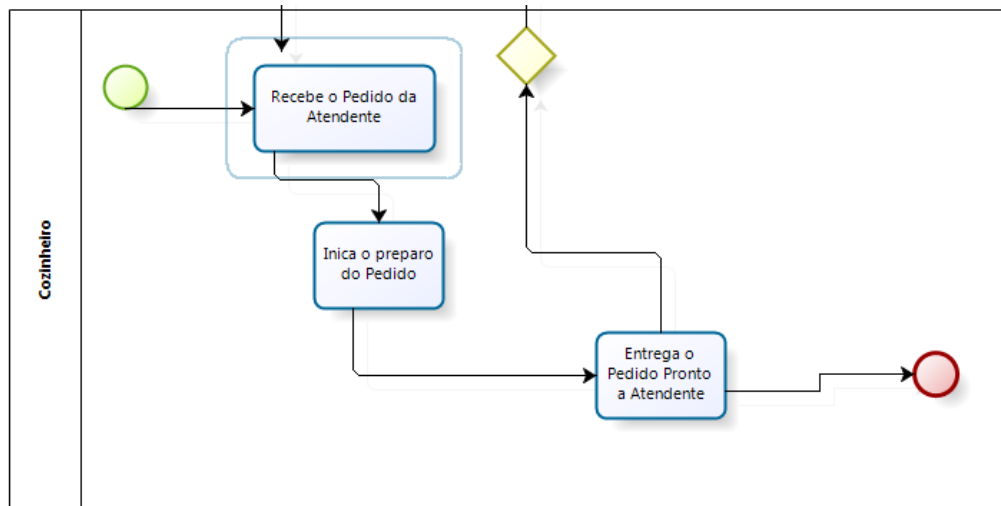 Cozinheiro
Recebe o Pedido da
Atendente
Inica o preparo
do Pedido
Entrega o
Pedido Pronto
a Atendente